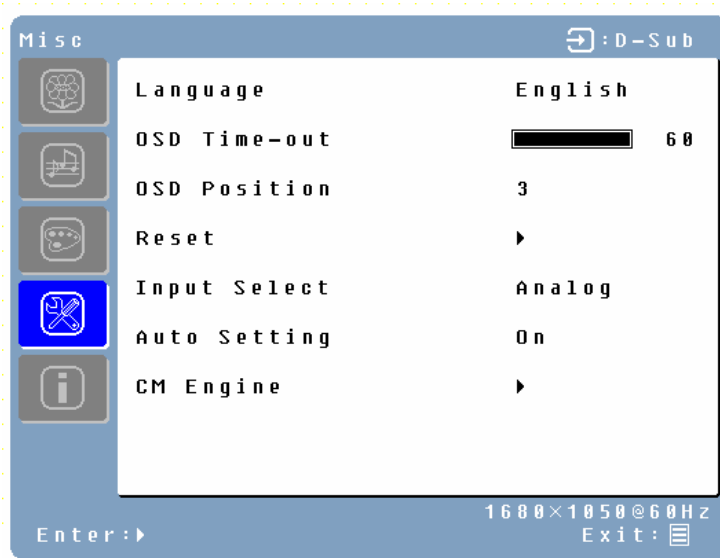 Misc :D-Sub
Language English
OSD Time-out 60
OSD Position 3
Reset
Input Select Analog
Auto Setting On
CM Engine
1680×1050@60Hz
Enter: Exit: